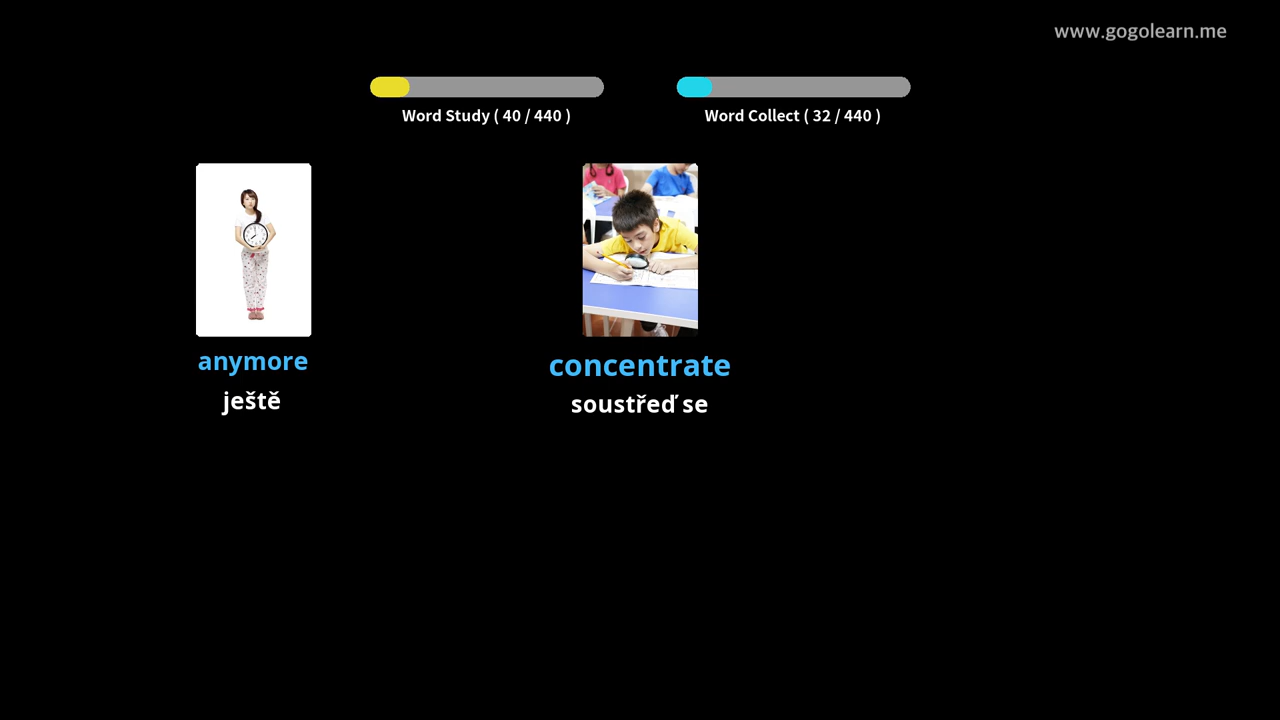 www.gogolearn.me
Word Study ( 40 / 440 )
Word Collect ( 32 / 440 )
anymore
ještě
concentrate
soustřeď se